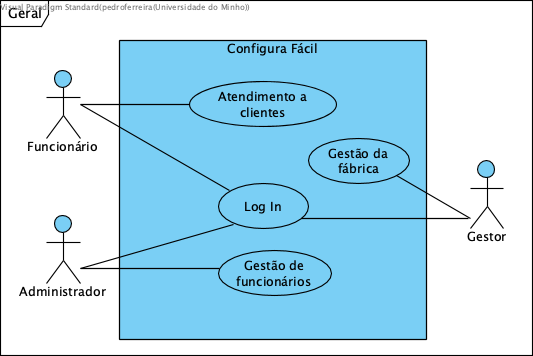 Visual Paradigm Standard(pedroferreira(Universidade do Minho))
Geral
Configura Fácil
Atendimento a
clientes
Funcionário
Gestão da
fábrica
Log In
Gestor
Gestão de
funcionários
Administrador